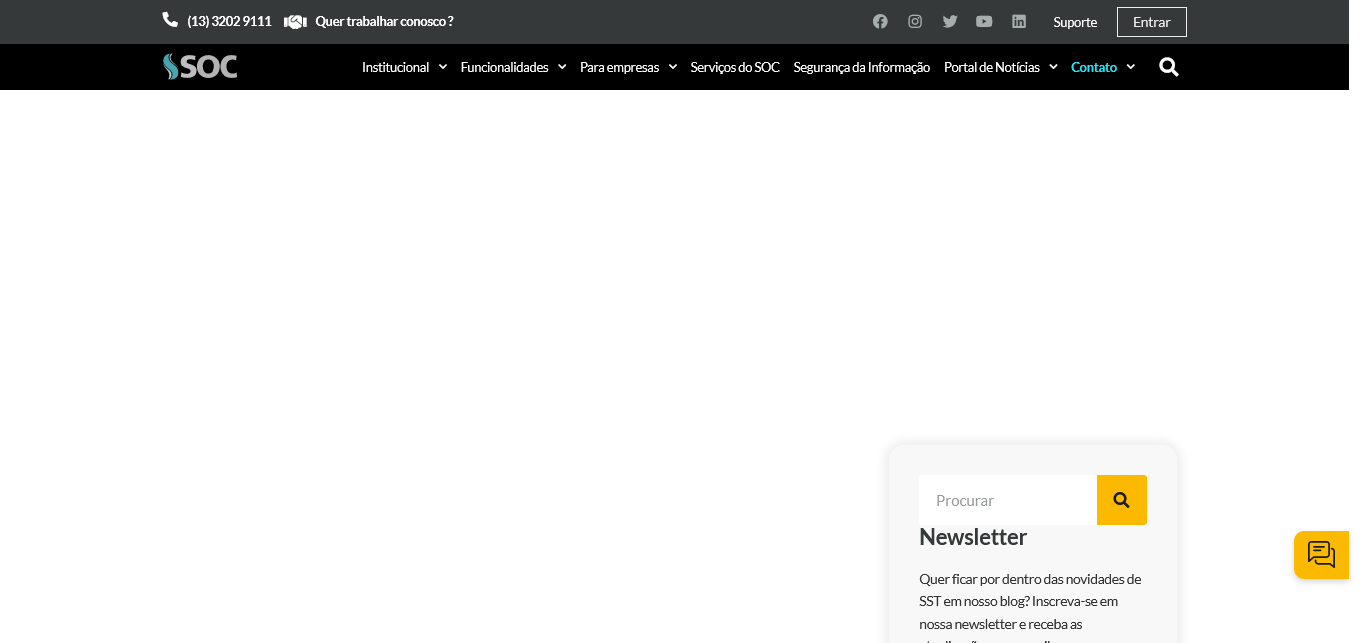 (13) 3202 9111 Quer trabalhar conosco ? Suporte Entrar
SOC Institucional Funcionalidades Para empresas Serviços do SOC Segurança da Informação Portal de Notícias Contato
Procurar
Newsletter
Quer ficar por dentro das novidades de
SST em nosso blog? Inscreva-se em
nossa newsletter e receba as